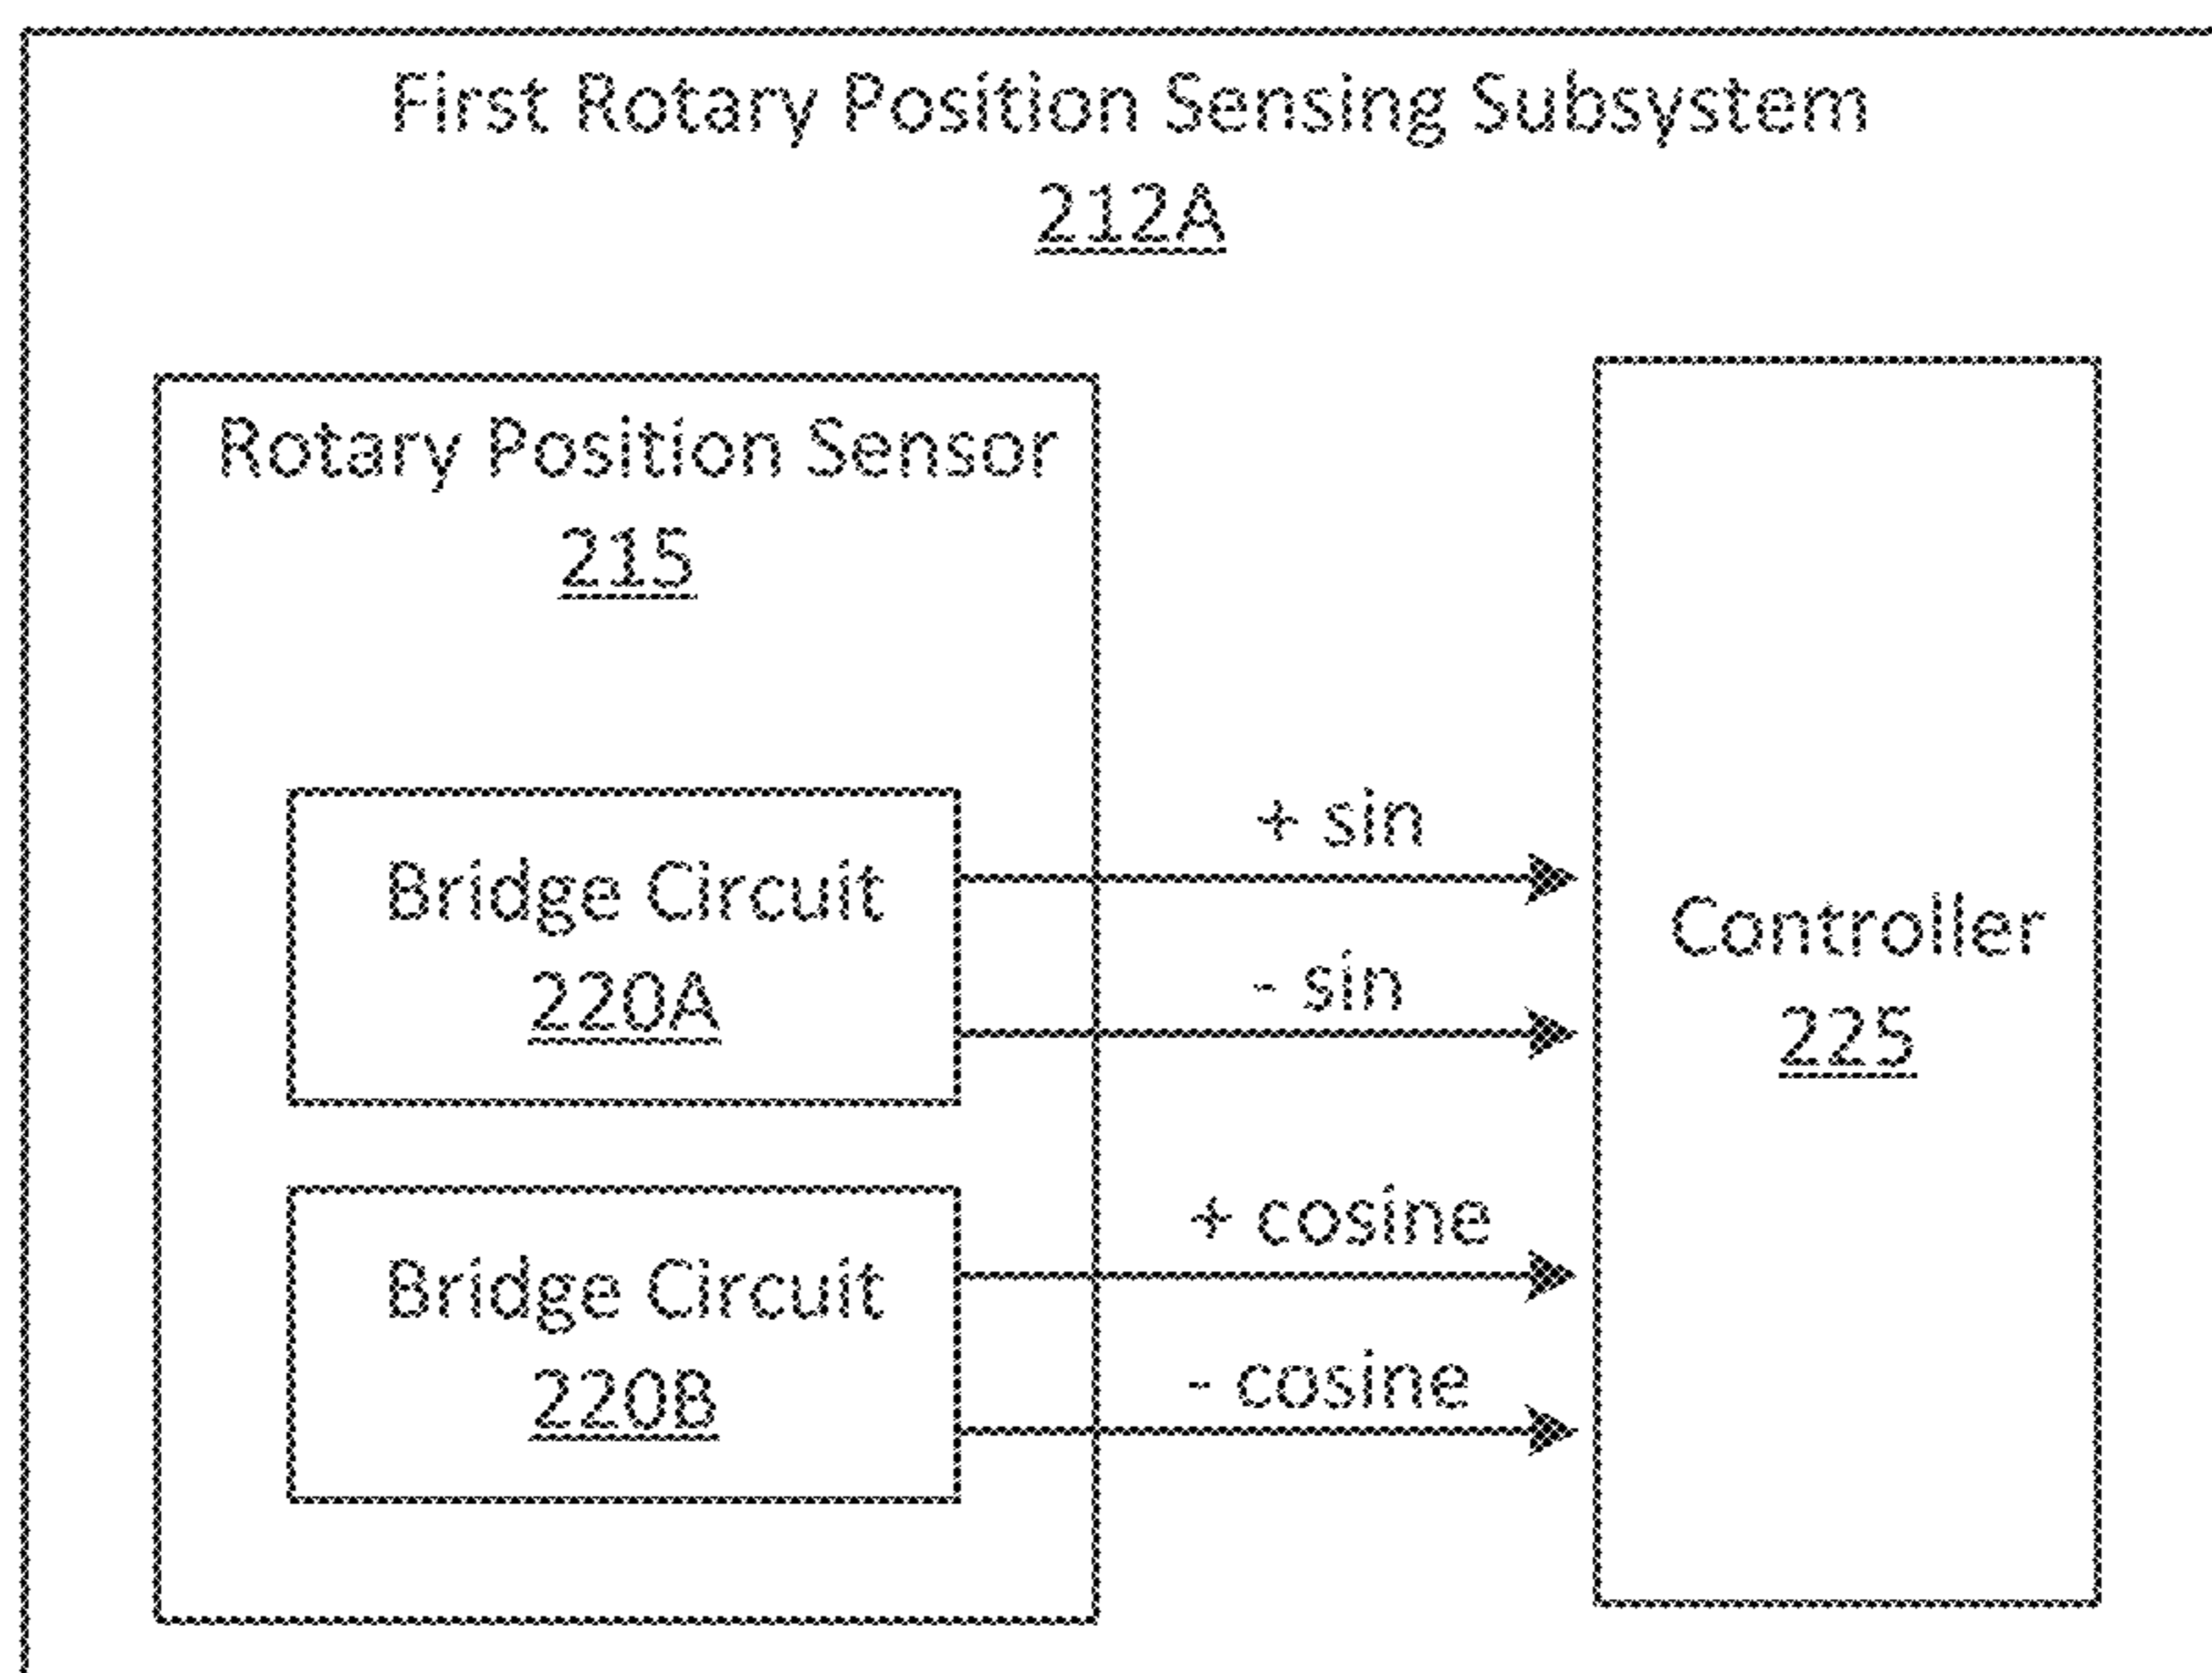 First Rotary Position Sensing Subsystem
212A
Rotary Position Sensor
215
Bridge Circuit
220A
+ sin
- sin
Bridge Circuit
220B
+ cosine
- cosine
Controller
225